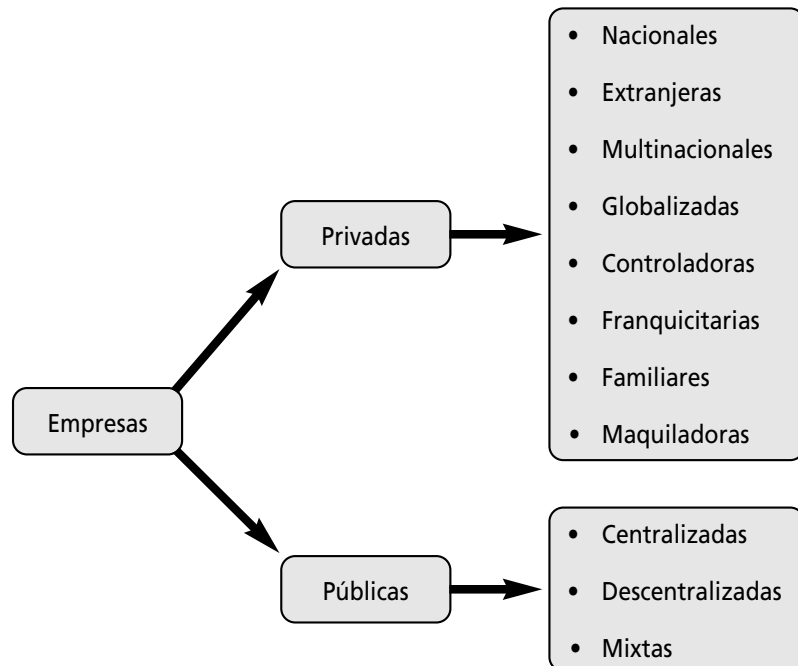 Empresas
Privadas
• Nacionales
• Extranjeras
• Multinacionales
• Globalizadas
• Controladoras
• Franquicitarias
• Familiares
• Maquiladoras
Públicas
• Centralizadas
• Descentralizadas
• Mixtas